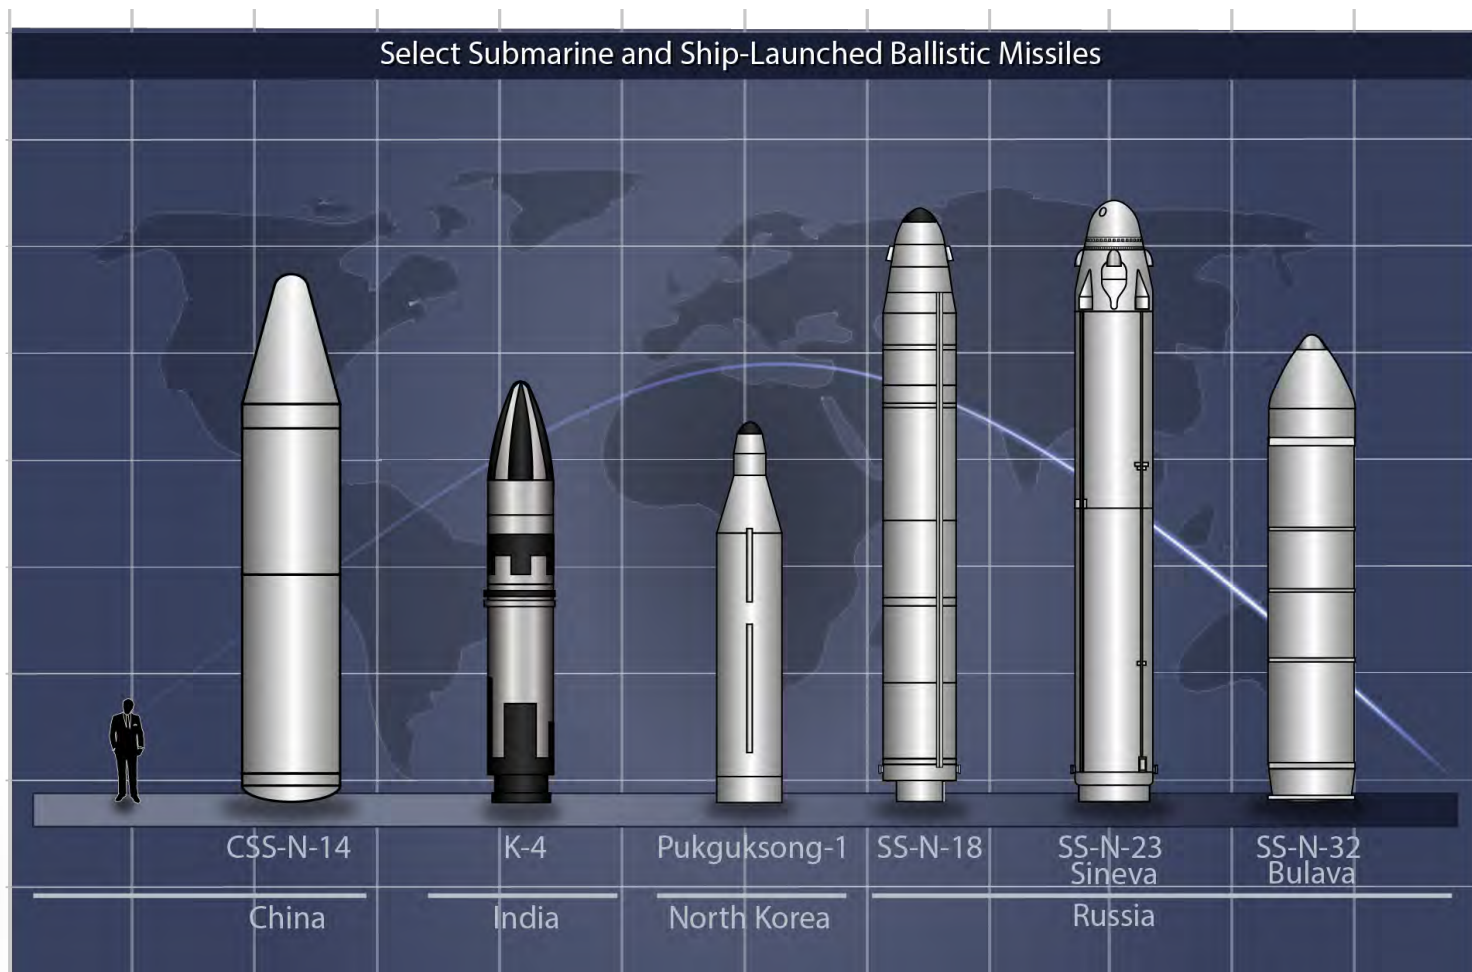 Select Submarine and Ship-Launched Ballistic Missiles
CSS-N-14
K-4
Pukguksong-1
SS-N-18
SS-N-23
Sineva
SS-N-32
Bulava
China
India
North Korea
Russia